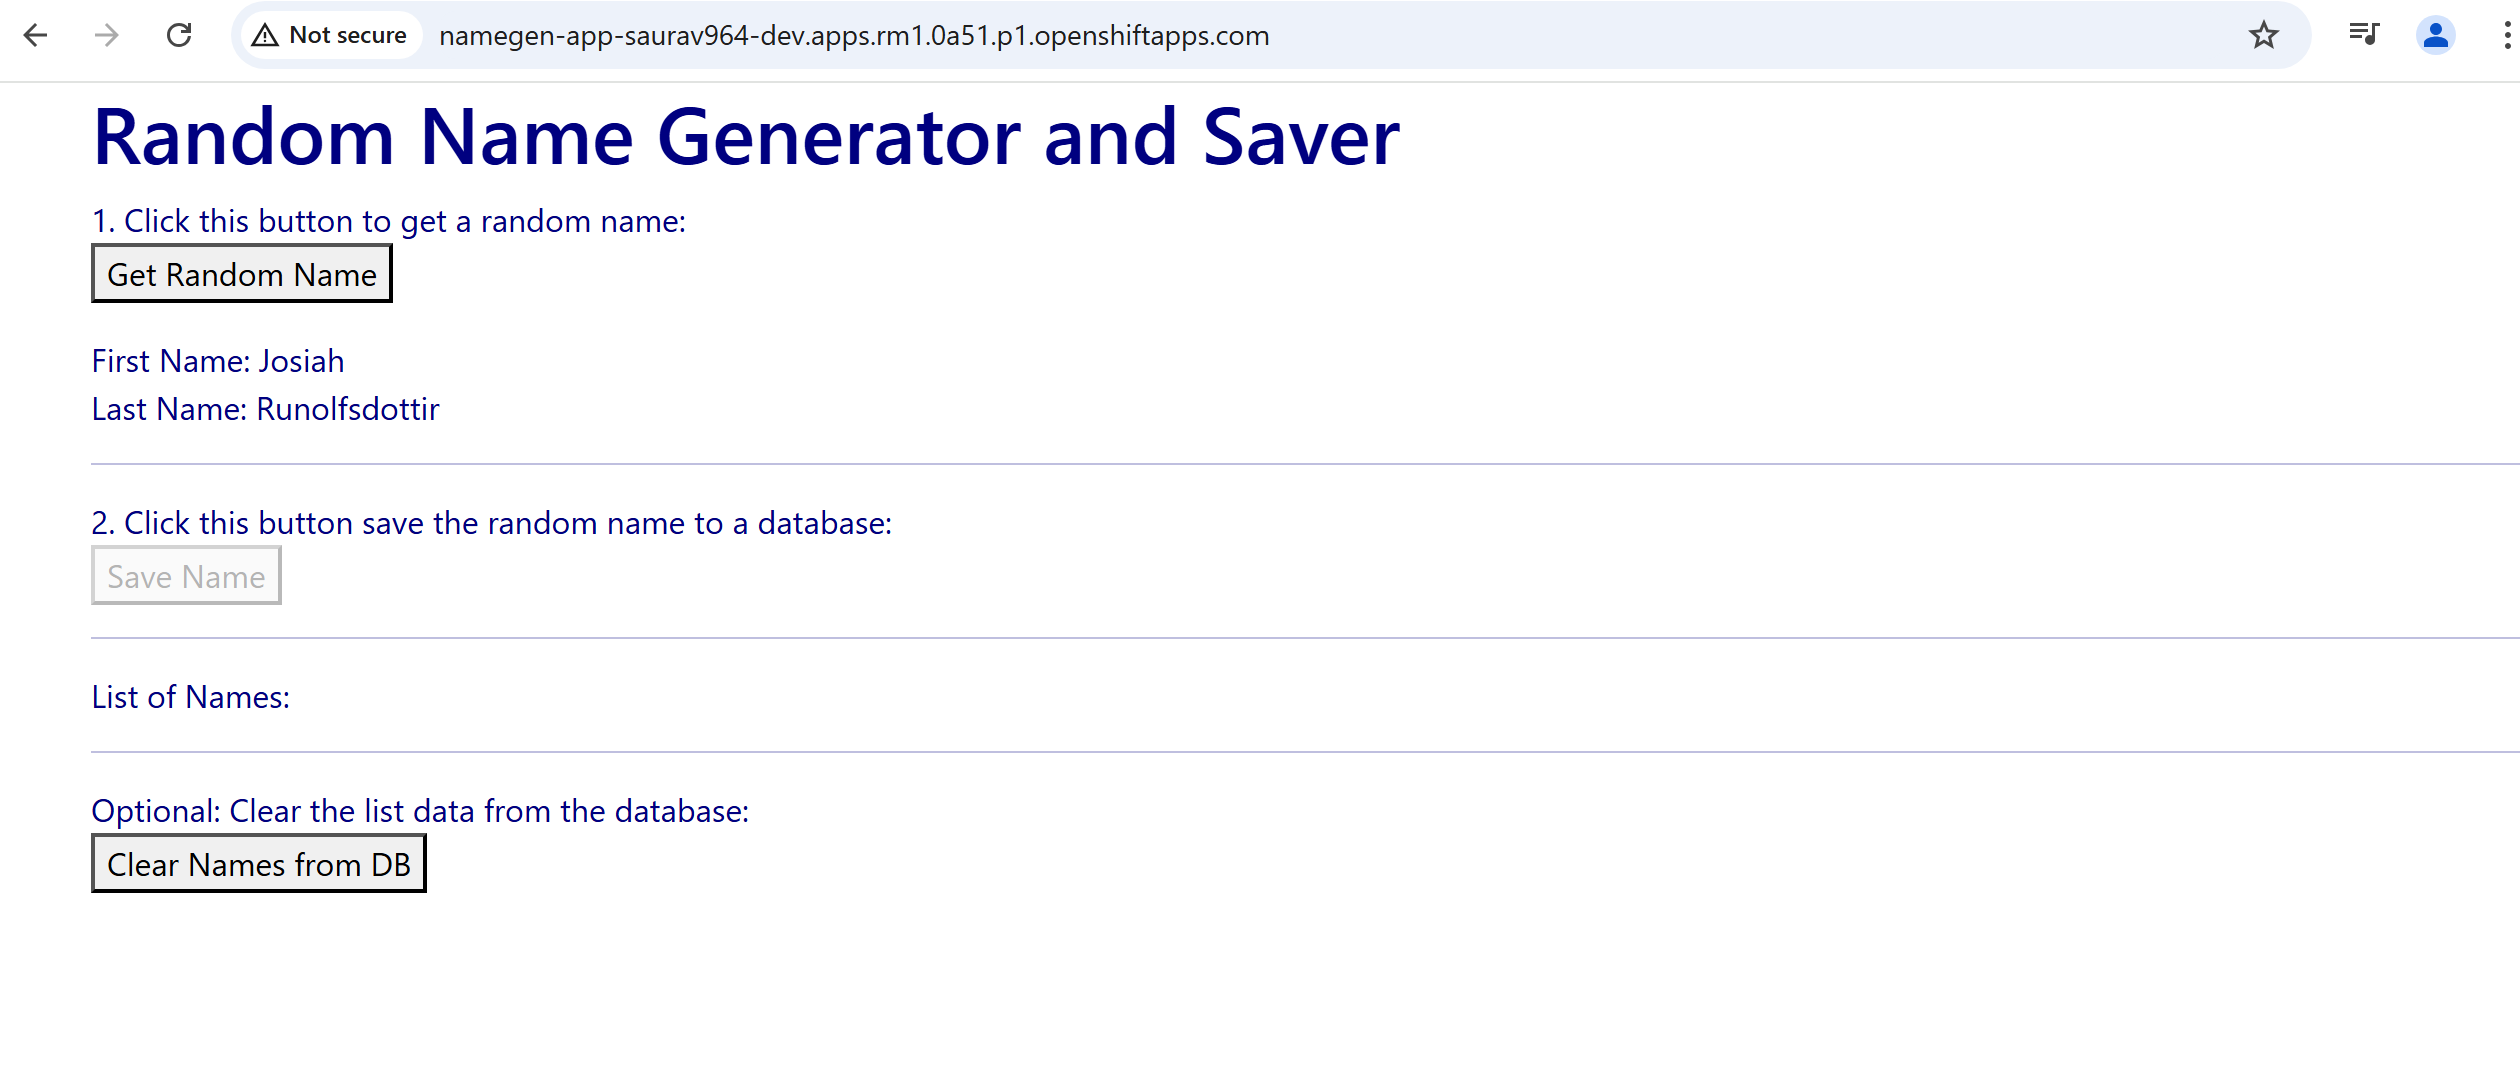 Not secure namegen-app-saurav964-dev.apps.rm1.0a51.p1.openshiftapps.com
Random Name Generator and Saver
1. Click this button to get a random name:
Get Random Name
First Name: Josiah
Last Name: Runolfsdottir
2. Click this button save the random name to a database:
Save Name
List of Names:
Optional: Clear the list data from the database:
Clear Names from DB